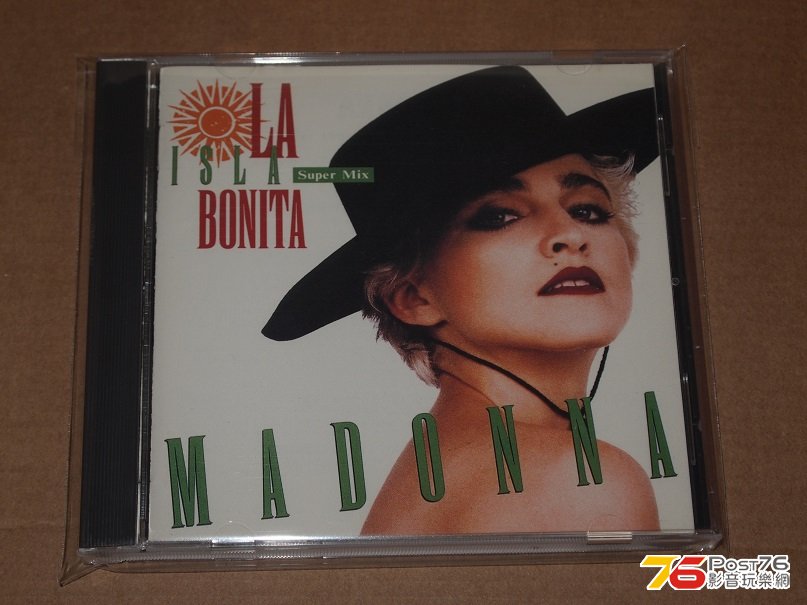 LA
ISLA Super Mix
BONITA
MADONNA
76 Post76
影音玩樂網